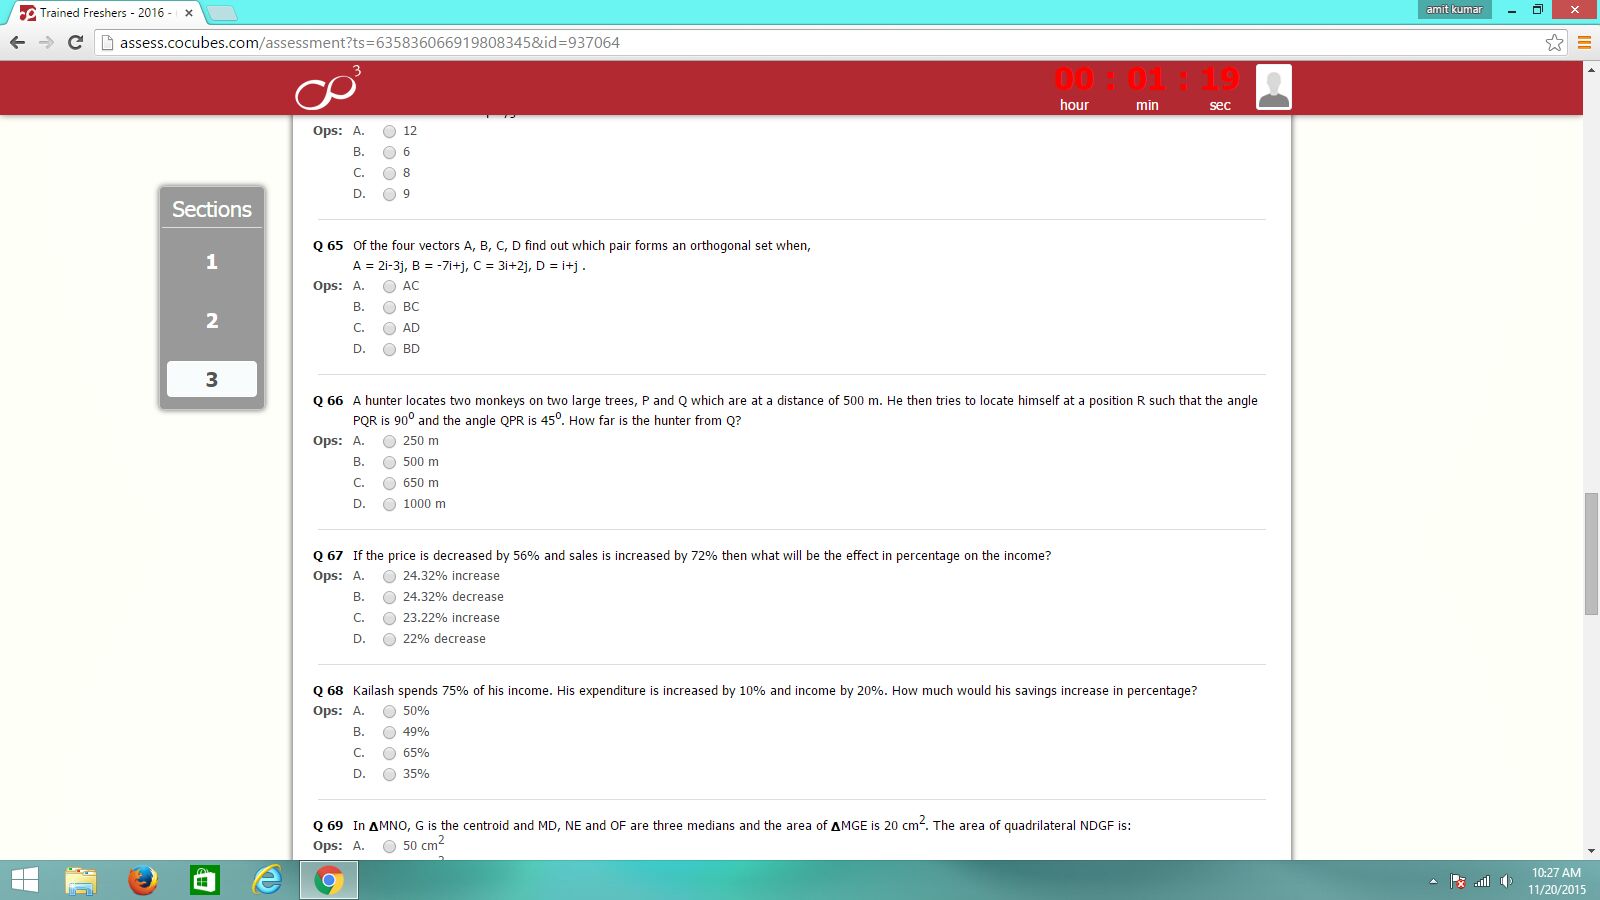 Trained Freshers - 2016 -
amit kumar
assess.cocubes.com/assessment?ts=635836066919808345&id=937064
3
00 : 01 : 19
hour min sec
Ops: A. 12
B. 6
C. 8
D. 9
Sections
1
2
3
Q 65 Of the four vectors A, B, C, D find out which pair forms an orthogonal set when,
A = 2i-3j, B = -7i+j, C = 3i+2j, D = i+j .
Ops: A. AC
B. BC
C. AD
D. BD
Q 66 A hunter locates two monkeys on two large trees, P and Q which are at a distance of 500 m. He then tries to locate himself at a position R such that the angle
PQR is 90⁰ and the angle QPR is 45⁰. How far is the hunter from Q?
Ops: A. 250 m
B. 500 m
C. 650 m
D. 1000 m
Q 67 If the price is decreased by 56% and sales is increased by 72% then what will be the effect in percentage on the income?
Ops: A. 24.32% increase
B. 24.32% decrease
C. 23.22% increase
D. 22% decrease
Q 68 Kailash spends 75% of his income. His expenditure is increased by 10% and income by 20%. How much would his savings increase in percentage?
Ops: A. 50%
B. 49%
C. 65%
D. 35%
Q 69 In ΔMNO, G is the centroid and MD, NE and OF are three medians and the area of ΔMGE is 20 cm². The area of quadrilateral NDGF is:
Ops: A. 50 cm²
10:27 AM
11/20/2015